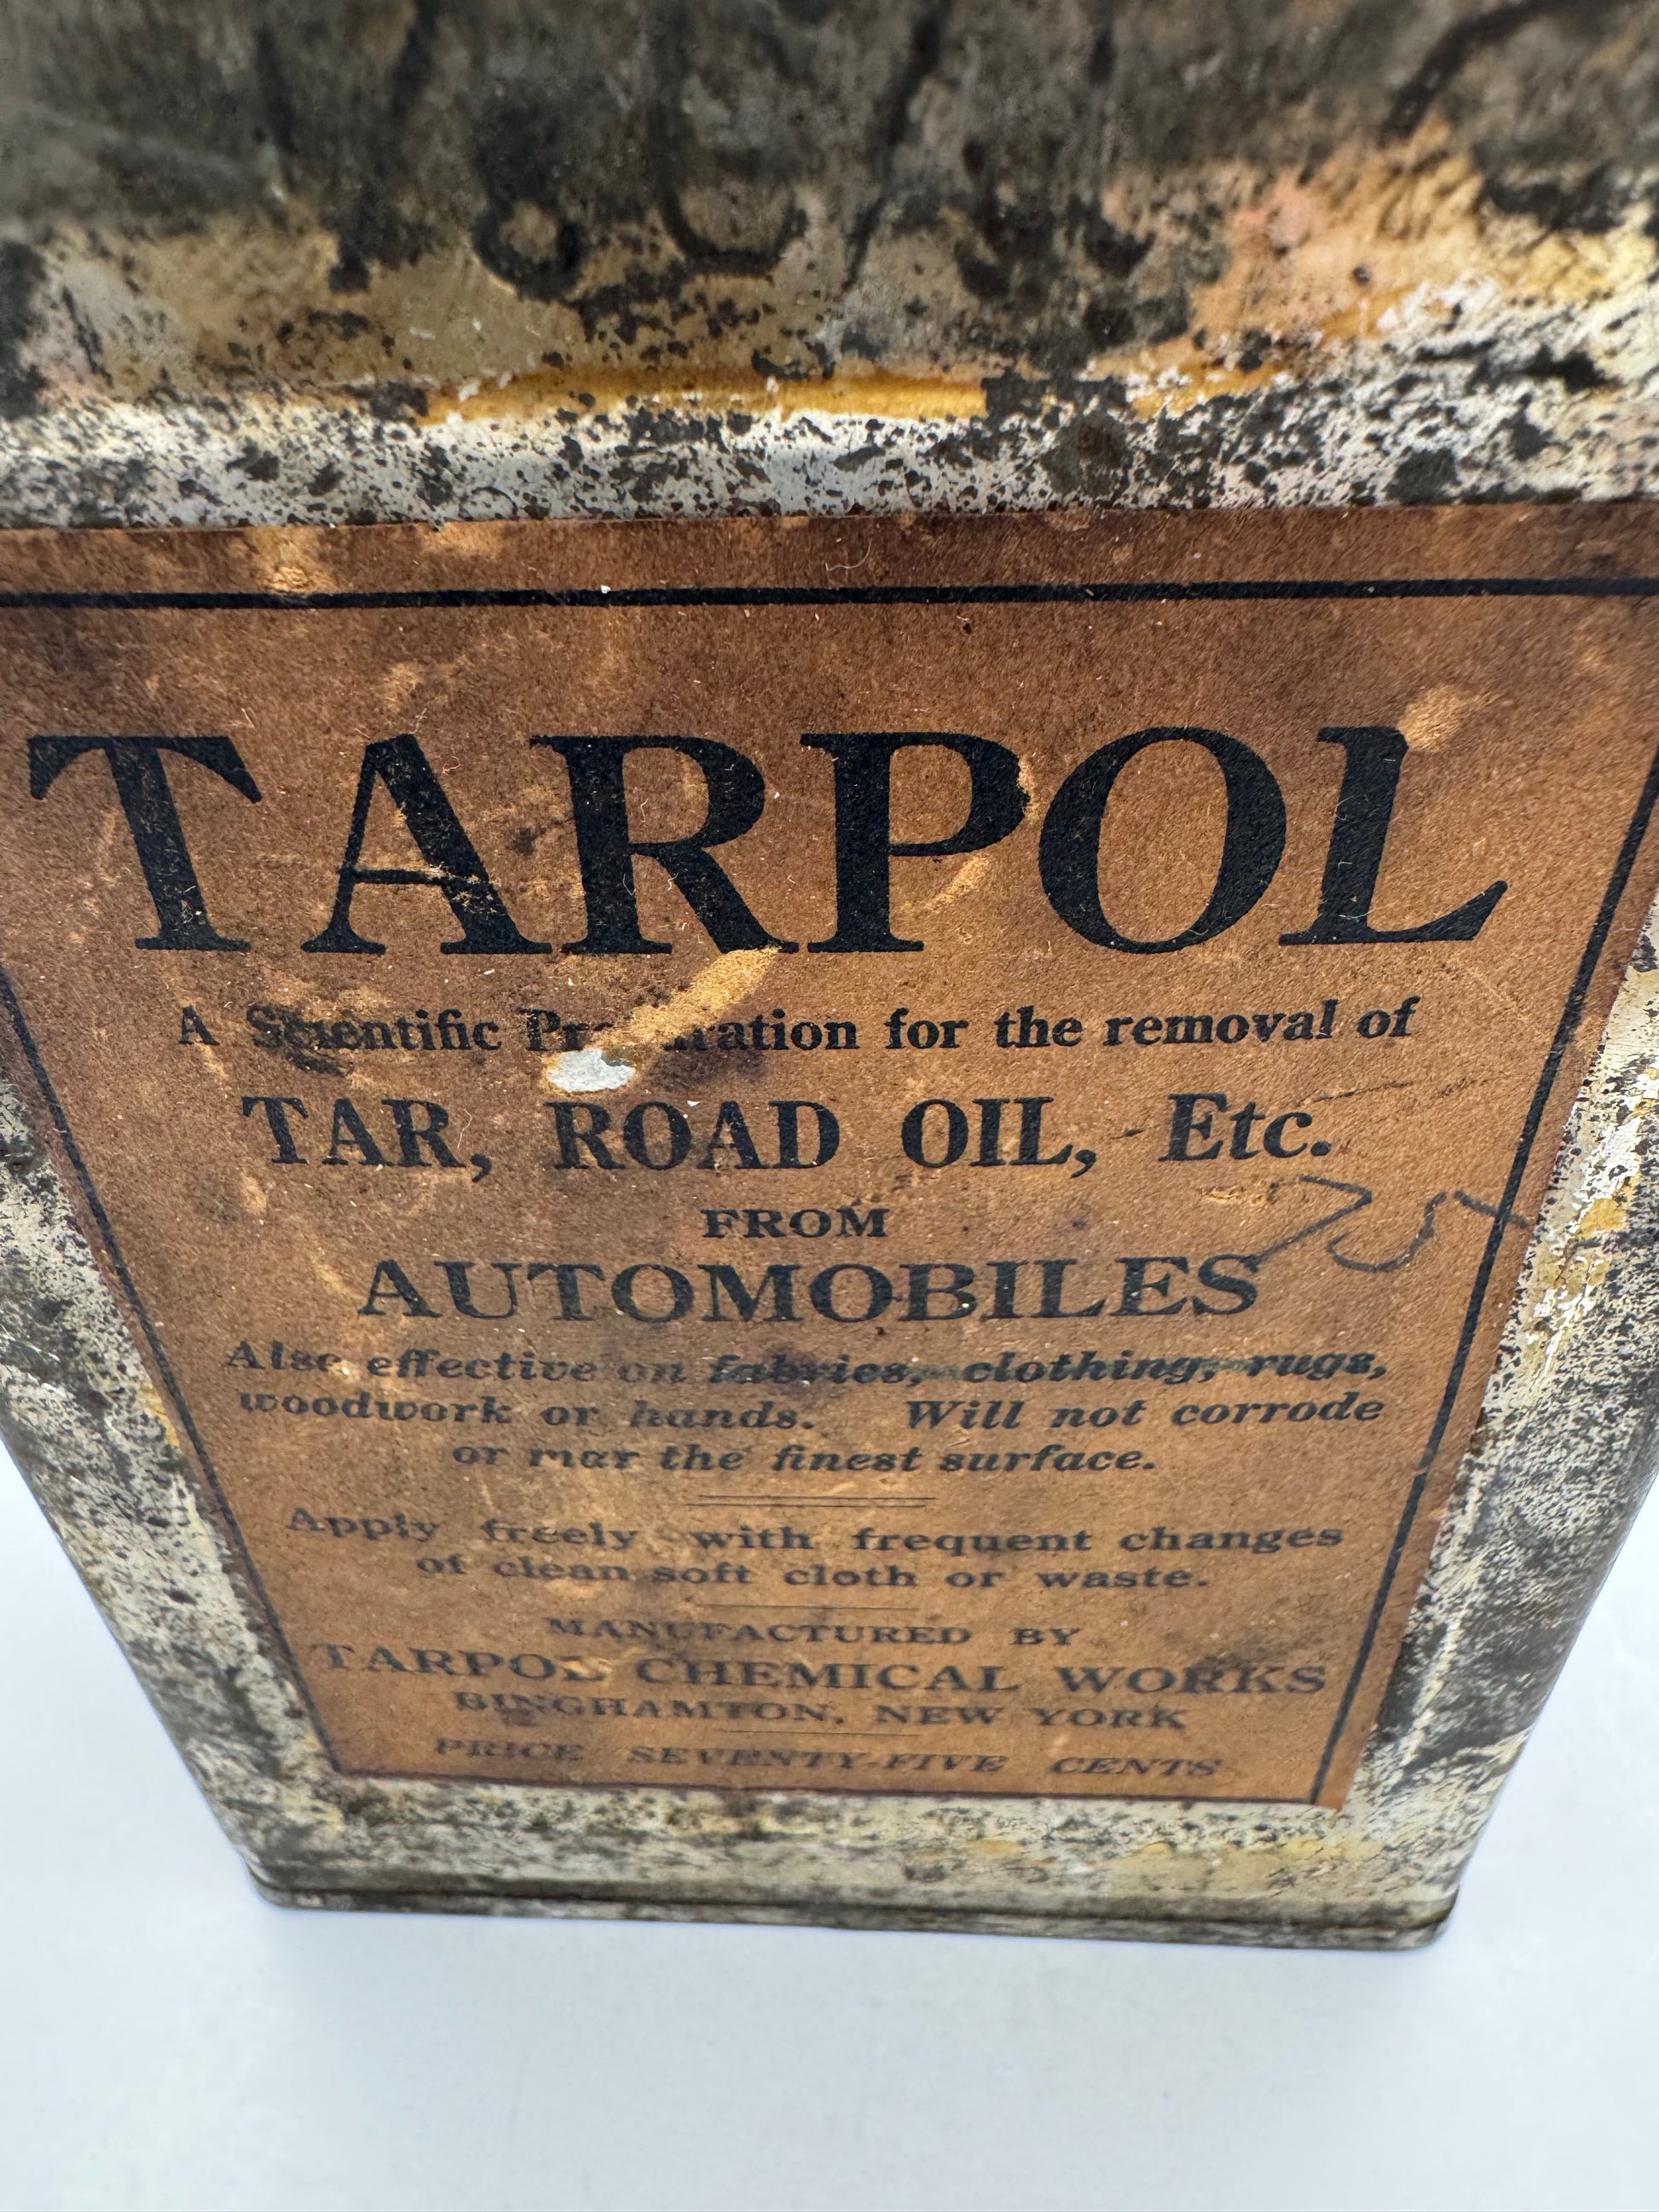 TARPOL
A Scientific Preparation for the removal of
TAR, ROAD OIL, Etc.
75
FROM
AUTOMOBILES
Also effective on fabrics, clothing, rugs,
woodwork or hands. Will not corrode
or mar the finest surface.
Apply freely with frequent changes
of clean soft cloth or waste.
MANUFACTURED BY
TARPOL CHEMICAL WORKS
BINGHAMTON, NEW YORK
PRICE SEVENTY-FIVE CENTS